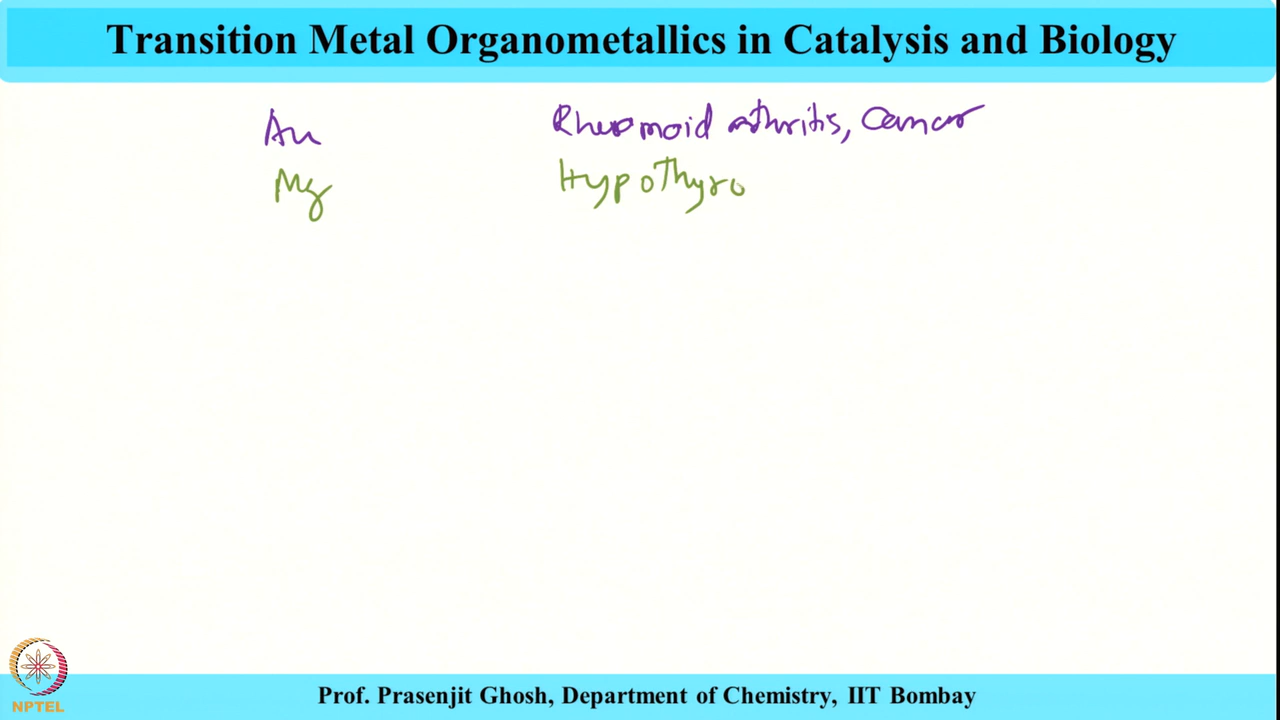 Transition Metal Organometallics in Catalysis and Biology
Au Rheumoid arthritis, Cancer
Mg Hypothyro
NPTEL
Prof. Prasenjit Ghosh, Department of Chemistry, IIT Bombay